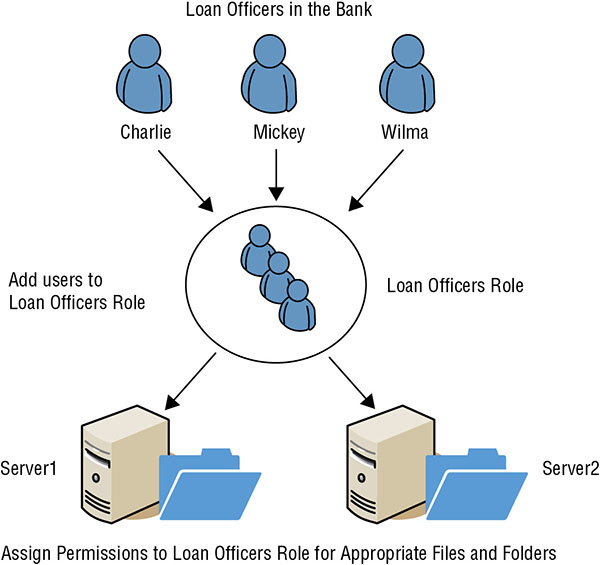 Loan Officers in the Bank
Charlie
Mickey
Wilma
Add users to
Loan Officers Role
Loan Officers Role
Server1
Server2
Assign Permissions to Loan Officers Role for Appropriate Files and Folders